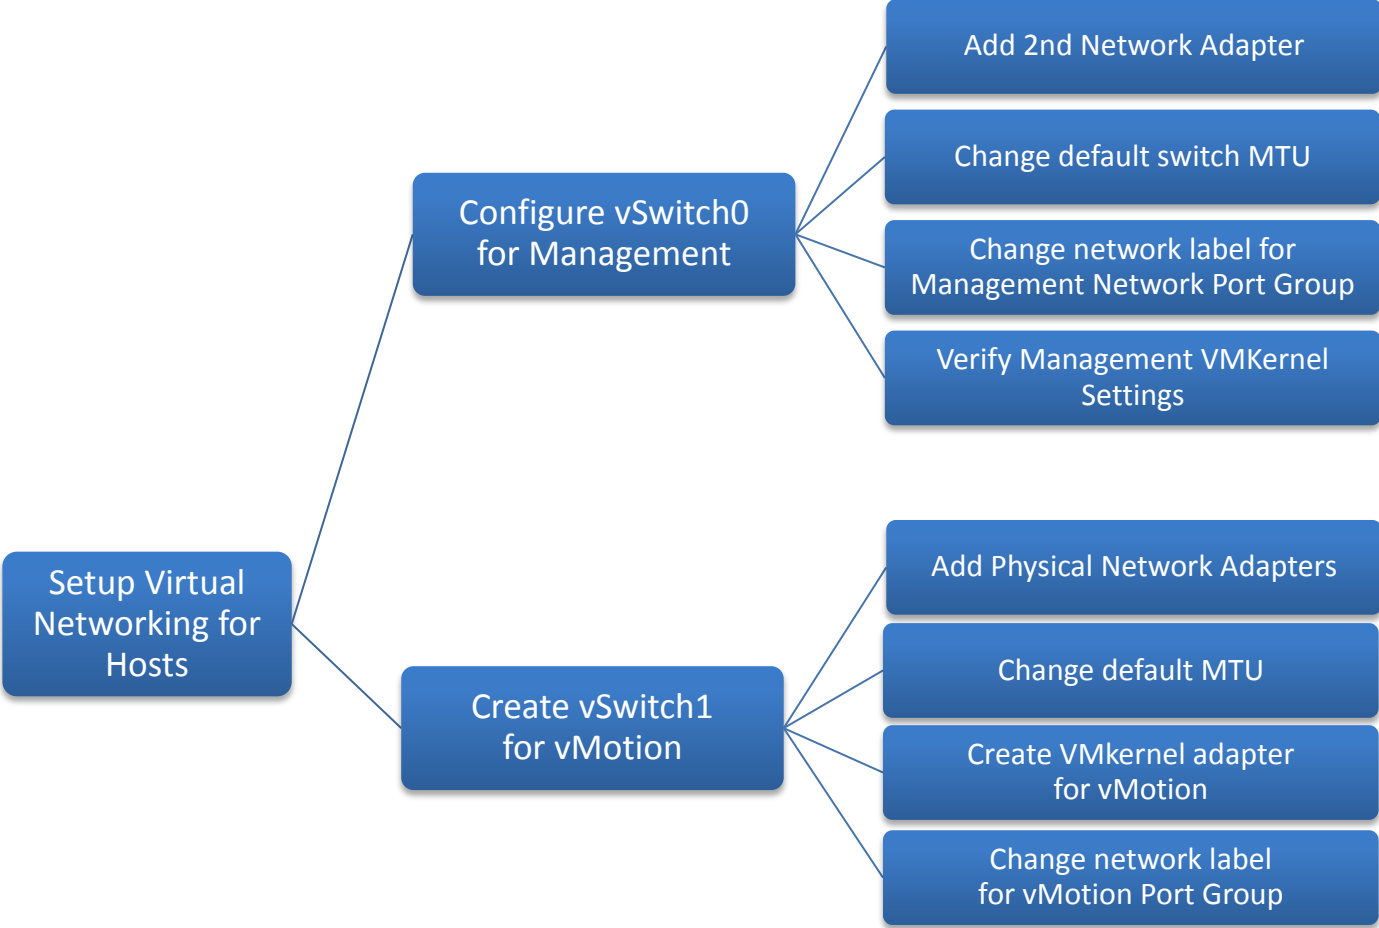 Setup Virtual
Networking for
Hosts
Configure vSwitch0
for Management
Add 2nd Network Adapter
Change default switch MTU
Change network label for
Management Network Port Group
Verify Management VMKernel
Settings
Create vSwitch1
for vMotion
Add Physical Network Adapters
Change default MTU
Create VMkernel adapter
for vMotion
Change network label
for vMotion Port Group